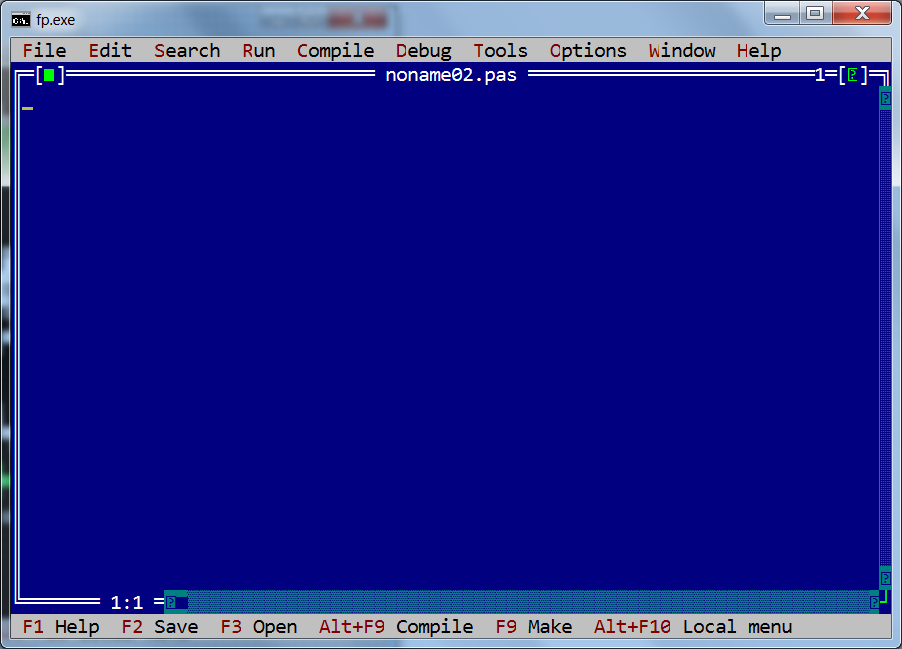 fp.exe
File Edit Search Run Compile Debug Tools Options Window Help
[■] noname02.pas 1=[?]
1:1
F1 Help F2 Save F3 Open Alt+F9 Compile F9 Make Alt+F10 Local menu